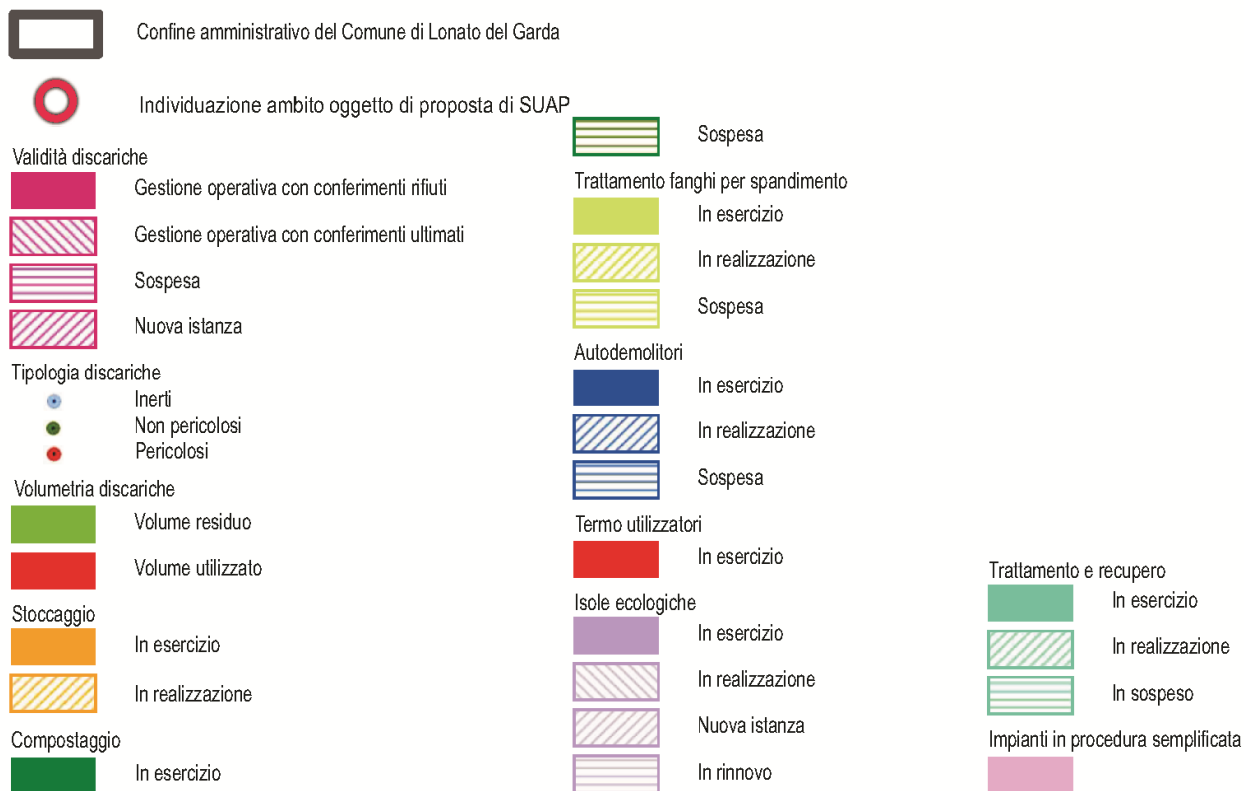 Confine amministrativo del Comune di Lonato del Garda
Individuazione ambito oggetto di proposta di SUAP
Validità discariche
Gestione operativa con conferimenti rifiuti
Gestione operativa con conferimenti ultimati
Sospesa
Nuova istanza
Tipologia discariche
Inerti
Non pericolosi
Pericolosi
Volumetria discariche
Volume residuo
Volume utilizzato
Stoccaggio
In esercizio
In realizzazione
Compostaggio
In esercizio
Sospesa
Trattamento fanghi per spandimento
In esercizio
In realizzazione
Sospesa
Autodemolitori
In esercizio
In realizzazione
Sospesa
Termo utilizzatori
In esercizio
Isole ecologiche
In esercizio
In realizzazione
Nuova istanza
In rinnovo
Trattamento e recupero
In esercizio
In realizzazione
In sospeso
Impianti in procedura semplificata